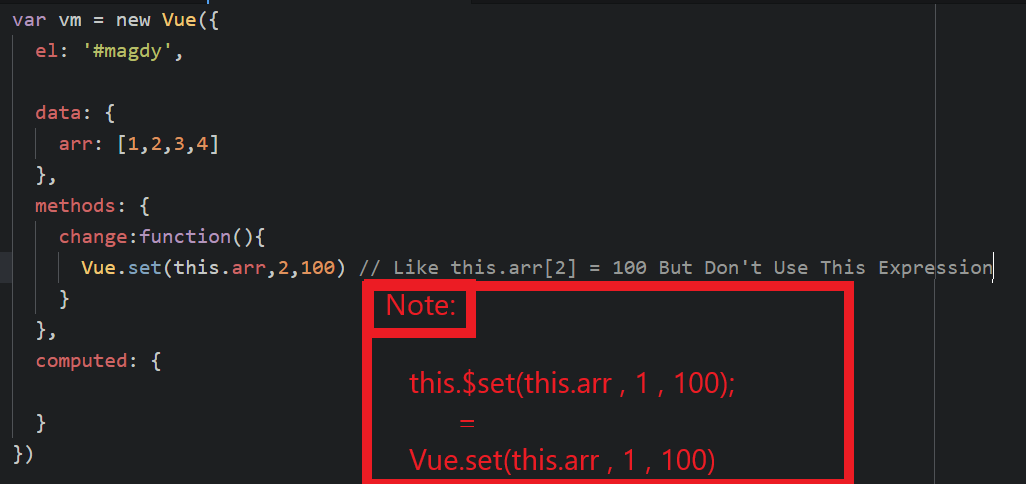 var vm = new Vue({
el: '#magdy',
data: {
arr: [1,2,3,4]
},
methods: {
change:function(){
Vue.set(this.arr,2,100) // Like this.arr[2] = 100 But Don't Use This Expression
}
},
computed: {
}
})
Note:
this.$set(this.arr , 1 , 100);
=
Vue.set(this.arr , 1 , 100)